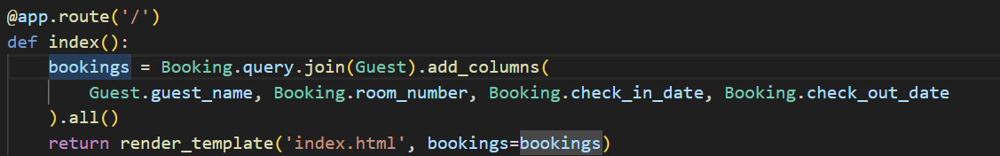 @app.route('/')
def index():
    bookings = Booking.query.join(Guest).add_columns(
        Guest.guest_name, Booking.room_number, Booking.check_in_date, Booking.check_out_date
    ).all()
    return render_template('index.html', bookings=bookings)